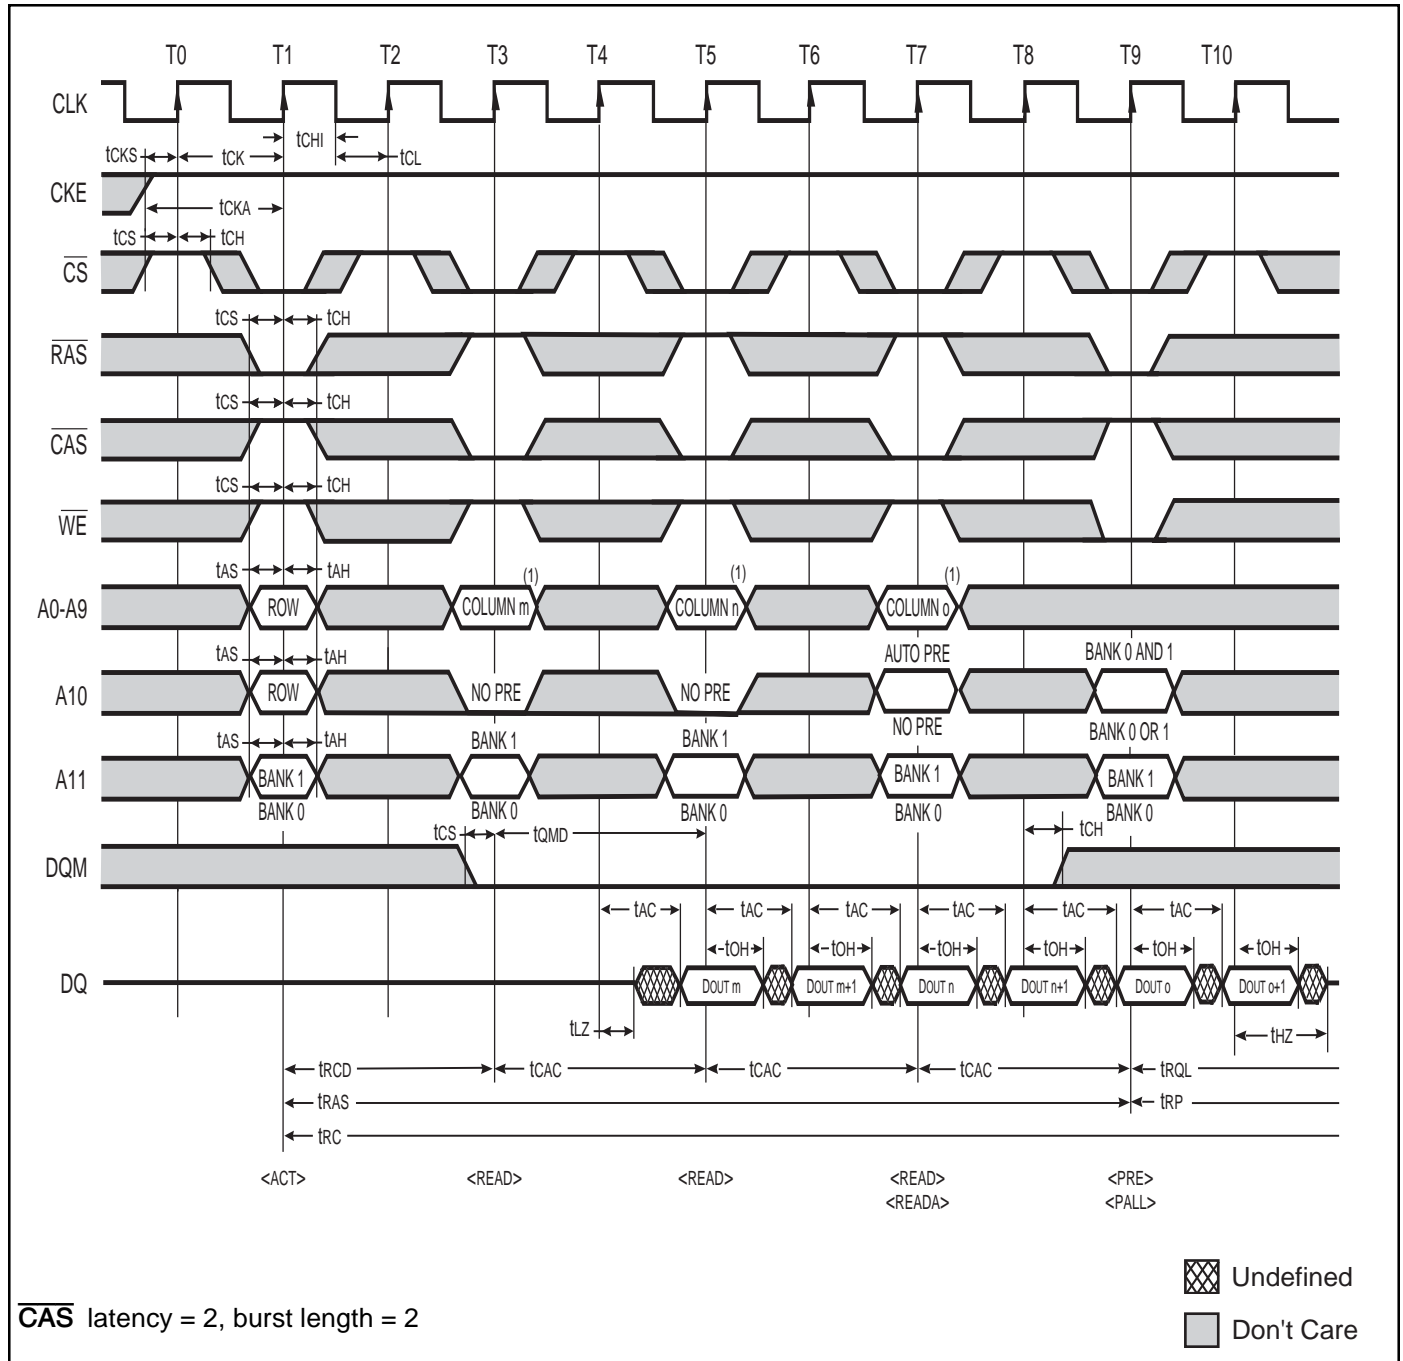 T0 T1 T2 T3 T4 T5 T6 T7 T8 T9 T10
CLK
tCHI
tCKS tCK tCL
CKE
tCKA
tCS tCH
CS
tCS tCH
RAS
tCS tCH
CAS
tCS tCH
WE
tAS tAH (1) (1) (1)
A0-A9 ROW COLUMN m COLUMN n COLUMN o
tAS tAH AUTO PRE BANK 0 AND 1
A10 ROW NO PRE NO PRE
NO PRE BANK 0 OR 1
tAS tAH BANK 1 BANK 1
A11 BANK 1 BANK 1 BANK 1
BANK 0 BANK 0 BANK 0 BANK 0 BANK 0
tCS tQMD tCH
DQM
tAC tAC tAC tAC tAC tAC
tOH tOH tOH tOH tOH tOH
DQ DOUT m DOUT m+1 DOUT n DOUT n+1 DOUT o DOUT o+1
tLZ tHZ
tRCD tCAC tCAC tCAC tRQL
tRAS tRP
tRC
<ACT> <READ> <READ> <READ> <PRE>
<READA> <PALL>
Undefined
CAS latency = 2, burst length = 2
Don't Care